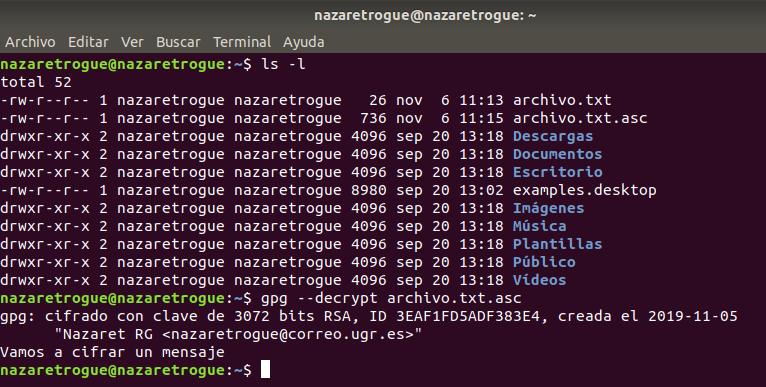 nazaretrogue@nazaretrogue: ~
Archivo Editar Ver Buscar Terminal Ayuda
nazaretrogue@nazaretrogue:~$ ls -l
total 52
-rw-r--r-- 1 nazaretrogue nazaretrogue   26 nov  6 11:13 archivo.txt
-rw-r--r-- 1 nazaretrogue nazaretrogue  736 nov  6 11:15 archivo.txt.asc
drwxr-xr-x 2 nazaretrogue nazaretrogue 4096 sep 20 13:18 Descargas
drwxr-xr-x 2 nazaretrogue nazaretrogue 4096 sep 20 13:18 Documentos
drwxr-xr-x 2 nazaretrogue nazaretrogue 4096 sep 20 13:18 Escritorio
-rw-r--r-- 1 nazaretrogue nazaretrogue 8980 sep 20 13:02 examples.desktop
drwxr-xr-x 2 nazaretrogue nazaretrogue 4096 sep 20 13:18 Imágenes
drwxr-xr-x 2 nazaretrogue nazaretrogue 4096 sep 20 13:18 Música
drwxr-xr-x 2 nazaretrogue nazaretrogue 4096 sep 20 13:18 Plantillas
drwxr-xr-x 2 nazaretrogue nazaretrogue 4096 sep 20 13:18 Público
drwxr-xr-x 2 nazaretrogue nazaretrogue 4096 sep 20 13:18 Vídeos
nazaretrogue@nazaretrogue:~$ gpg --decrypt archivo.txt.asc
gpg: cifrado con clave de 3072 bits RSA, ID 3EAF1FD5ADF383E4, creada el 2019-11-05
      "Nazaret RG <nazaretrogue@correo.ugr.es>"
Vamos a cifrar un mensaje
nazaretrogue@nazaretrogue:~$